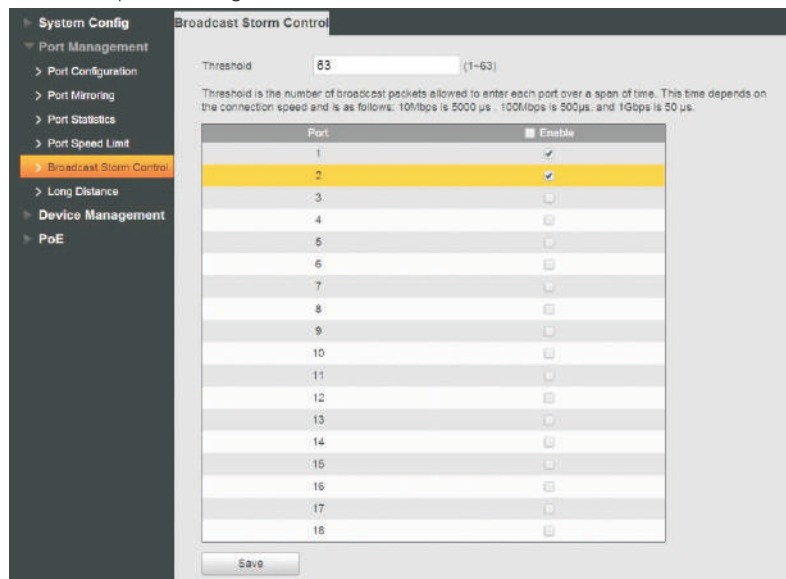 System Config
Port Management
> Port Configuration
> Port Mirroring
> Port Statistics
> Port Speed Limit
> Broadcast Storm Control
> Long Distance
Device Management
PoE
Broadcast Storm Control
Threshold 63 (1~63)
Threshold is the number of broadcast packets allowed to enter each port over a span of time. This time depends on
the connection speed and is as follows: 10Mbps is 5000 µs , 100Mbps is 500µs, and 1Gbps is 50 µs.
Port Enable
1
2
3
4
5
6
7
8
9
10
11
12
13
14
15
16
17
18
Save